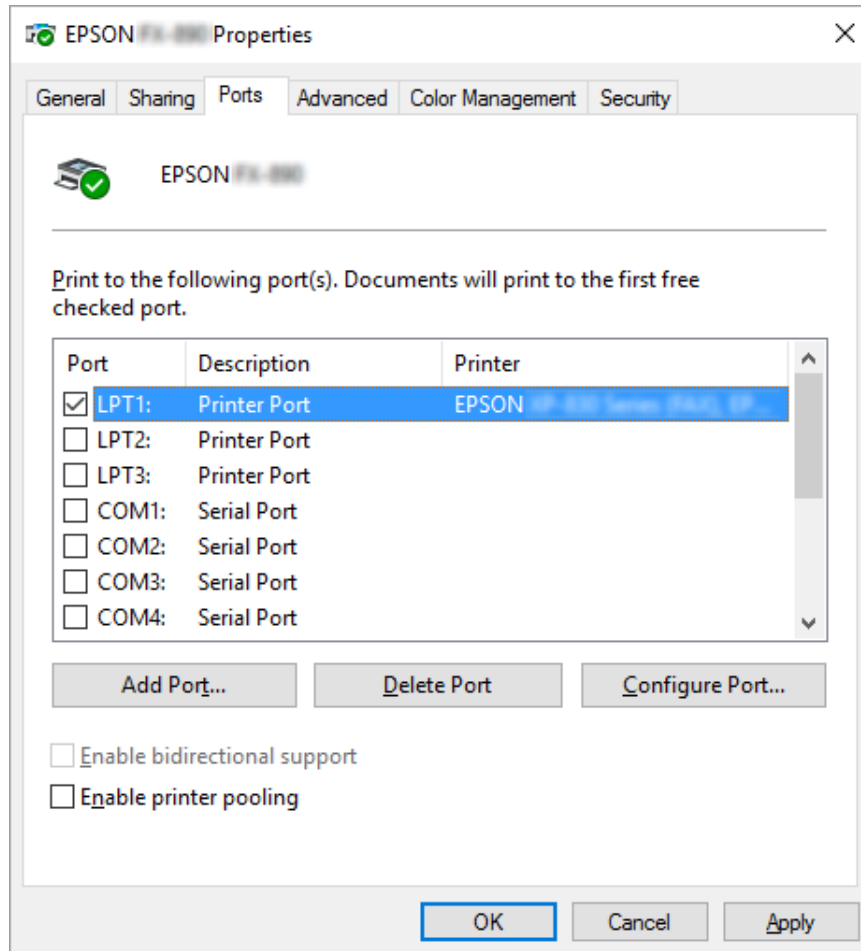 EPSON Properties
General Sharing Ports Advanced Color Management Security
EPSON
Print to the following port(s). Documents will print to the first free
checked port.
Port Description Printer
LPT1: Printer Port EPSON
LPT2: Printer Port
LPT3: Printer Port
COM1: Serial Port
COM2: Serial Port
COM3: Serial Port
COM4: Serial Port
Add Port... Delete Port Configure Port...
Enable bidirectional support
Enable printer pooling
OK Cancel Apply